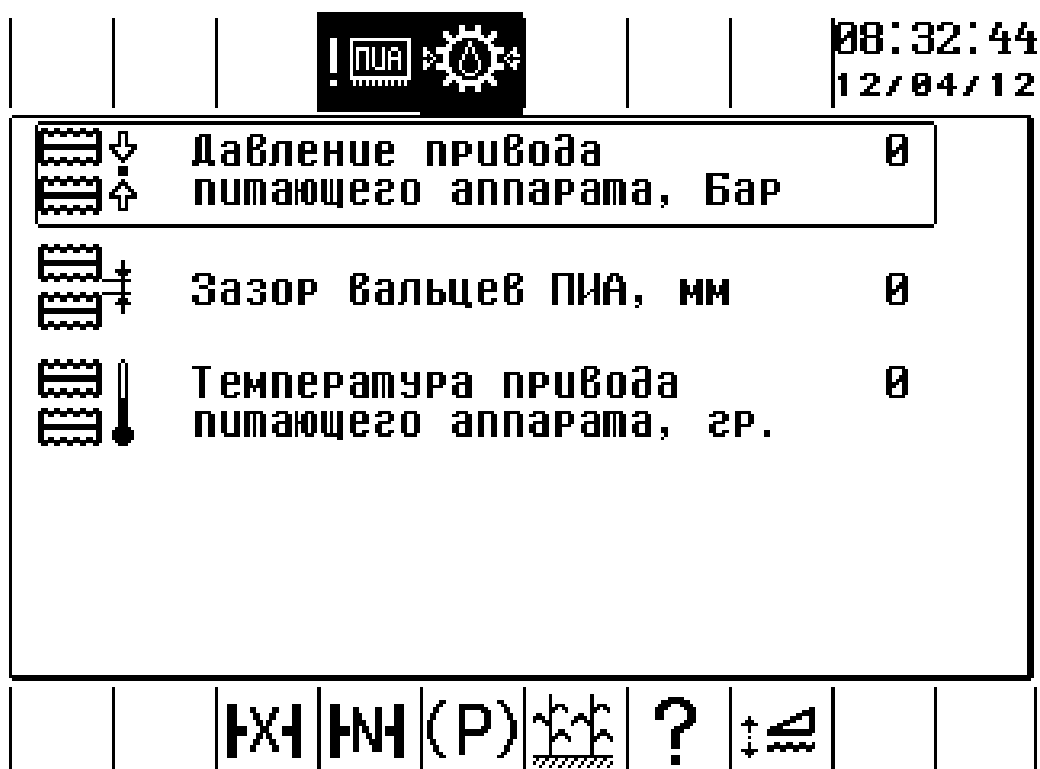 ! ПИА
08:32:44
12/04/12
Давление привода 0
питающего аппарата, Бар
Зазор вальцев ПИА, мм 0
Температура привода 0
питающего аппарата, гр.
X N (P) ?